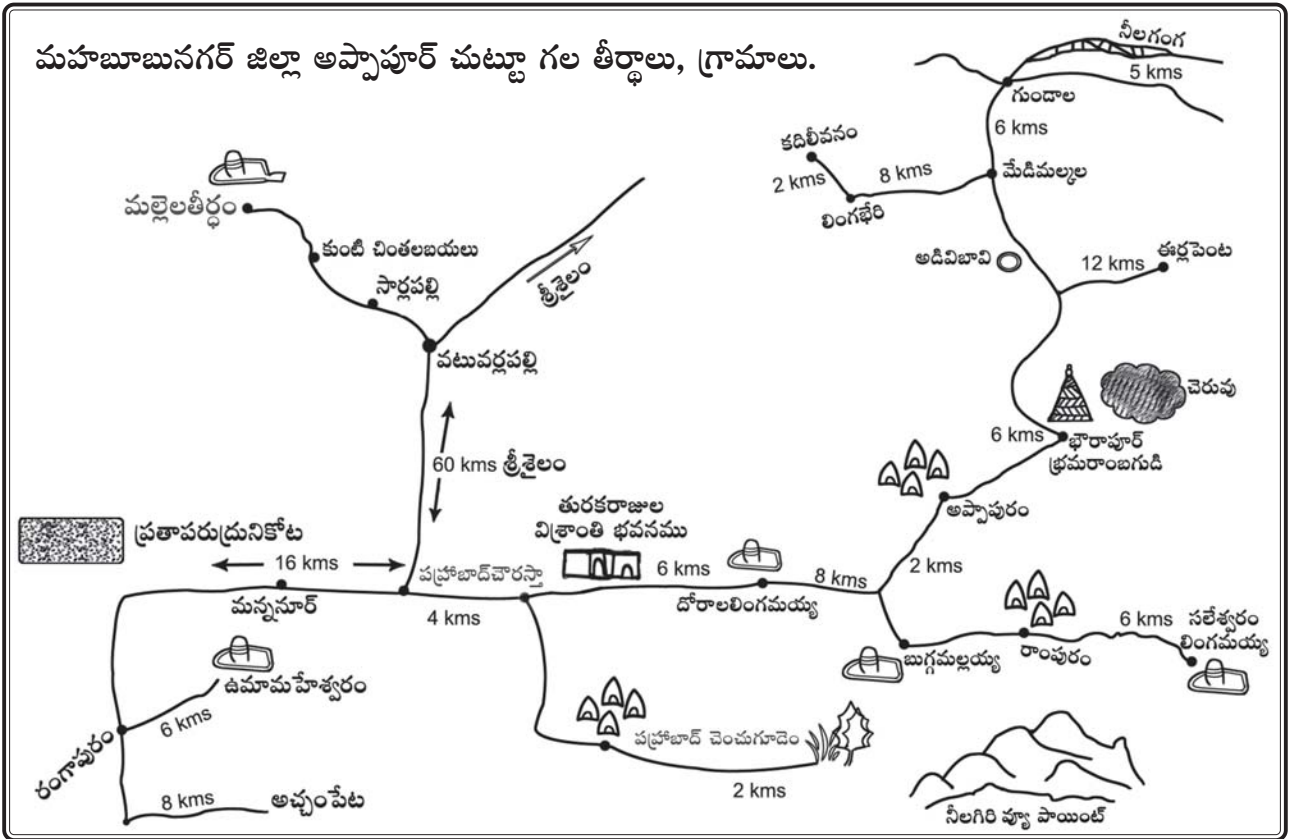 మహబూబునగర్ జిల్లా అప్పాపూర్ చుట్టూ గల తీర్థాలు, గ్రామాలు.
నీలగంగ
5 kms
గుండాల
6 kms
కదిలీవనం
2 kms
8 kms
మేడిమల్కల
లింగభేరి
మల్లెలతీర్థం
కుంటి చింతలబయలు
సార్లపల్లి
శ్రీశైలం
అడవిబావి
12 kms
ఈర్లపెంట
వటువర్లపల్లి
చెరువు
6 kms
భౌరాపూర్
భ్రమరాంబగుడి
60 kms శ్రీశైలం
అప్పాపురం
తురకరాజుల
విశ్రాంతి భవనము
ప్రతాపరుద్రునికోట
16 kms
పహ్రాబాద్‌చౌరస్తా
6 kms
8 kms
2 kms
మన్ననూర్
4 kms
దోరాలలింగమయ్య
6 kms
సలేశ్వరం
లింగమయ్య
బుగ్గమల్లయ్య
రాంపురం
ఉమామహేశ్వరం
6 kms
రంగాపురం
పహ్రాబాద్ చెంచుగూడెం
2 kms
8 kms
అచ్చంపేట
నీలగిరి వ్యూ పాయింట్